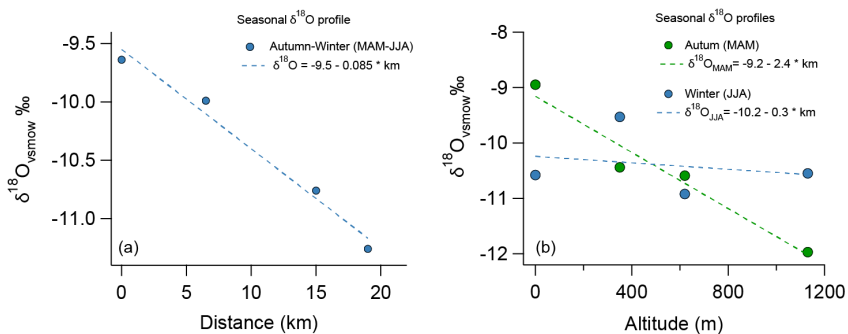 Seasonal δ18O profile
Autumn-Winter (MAM-JJA)
δ18O = -9.5 - 0.085 * km
-9.5
-10.0
-10.5
-11.0
δ18Ovsmow ‰
(a)
0
5
10
15
20
Distance (km)
Seasonal δ18O profiles
Autum (MAM)
δ18OMAM= -9.2 - 2.4 * km
Winter (JJA)
δ18OJJA= -10.2 - 0.3 * km
-8
-9
-10
-11
-12
δ18Ovsmow ‰
(b)
0
400
800
1200
Altitude (m)